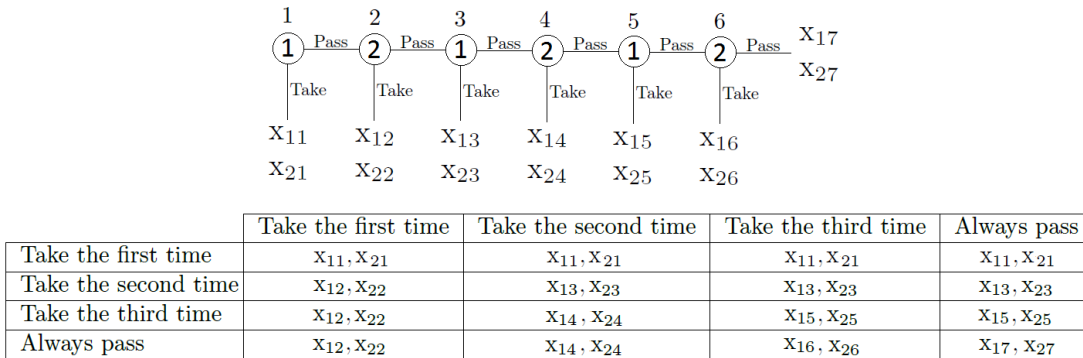 1 2 3 4 5 6
1 Pass 2 Pass 1 Pass 2 Pass 1 Pass 2 Pass x17
x27
Take Take Take Take Take Take
x11 x12 x13 x14 x15 x16
x21 x22 x23 x24 x25 x26
Take the first time Take the second time Take the third time Always pass
Take the first time x11, x21 x11, x21 x11, x21 x11, x21
Take the second time x12, x22 x13, x23 x13, x23 x13, x23
Take the third time x12, x22 x14, x24 x15, x25 x15, x25
Always pass x12, x22 x14, x24 x16, x26 x17, x27